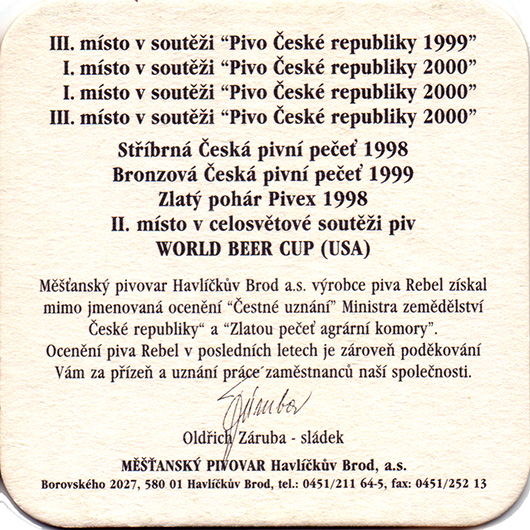 III. místo v soutěži “Pivo České republiky 1999”
I. místo v soutěži “Pivo České republiky 2000”
I. místo v soutěži “Pivo České republiky 2000”
III. místo v soutěži “Pivo České republiky 2000”
Stříbrná Česká pivní pečeť 1998
Bronzová Česká pivní pečeť 1999
Zlatý pohár Pivex 1998
II. místo v celosvětové soutěži piv
WORLD BEER CUP (USA)
Měšťanský pivovar Havlíčkův Brod a.s. výrobce piva Rebel získal
mimo jmenovaná ocenění “Čestné uznání” Ministra zemědělství
České republiky“ a “Zlatou pečeť agrární komory”.
Ocenění piva Rebel v posledních letech je zároveň poděkování
Vám za přízeň a uznání práce zaměstnanců naší společnosti.
Záruba
Oldřich Záruba - sládek
MĚŠŤANSKÝ PIVOVAR Havlíčkův Brod, a.s.
Borovského 2027, 580 01 Havlíčkův Brod, tel.: 0451/211 64-5, fax: 0451/252 13